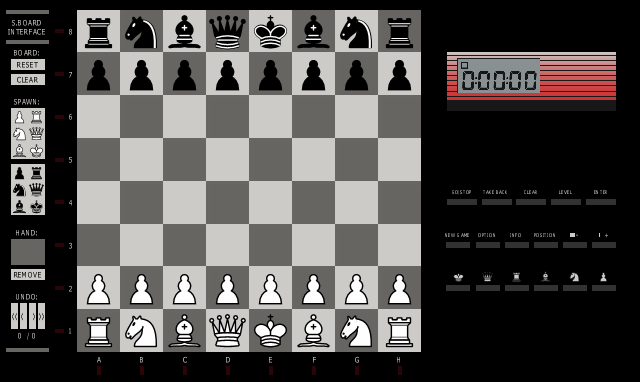 S.BOARD
INTERFACE
BOARD:
RESET
CLEAR
SPAWN:
HAND:
REMOVE
UNDO:
0 / 0
8
7
6
5
4
3
2
1
A B C D E F G H
0:00:00
GO/STOP TAKE BACK CLEAR LEVEL ENTER
NEW GAME OPTION INFO POSITION